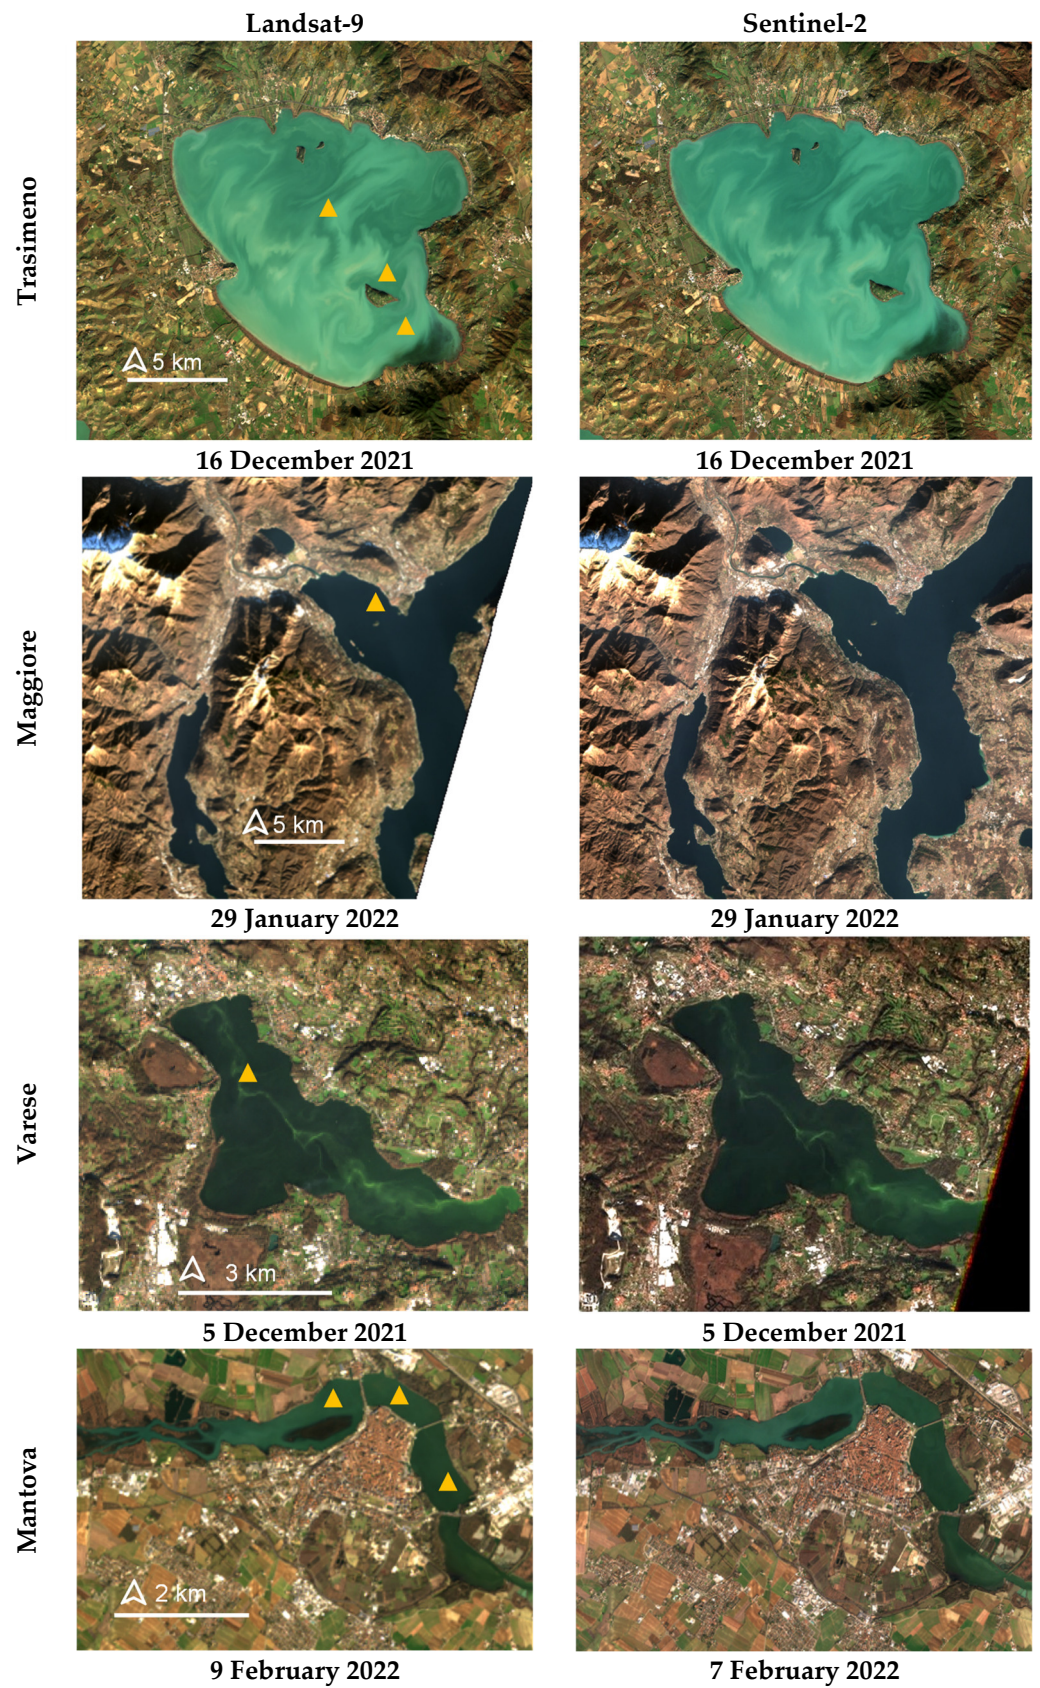 Landsat-9 Sentinel-2
Trasimeno
5 km
16 December 2021 16 December 2021
Maggiore
5 km
29 January 2022 29 January 2022
Varese
3 km
5 December 2021 5 December 2021
Mantova
2 km
9 February 2022 7 February 2022